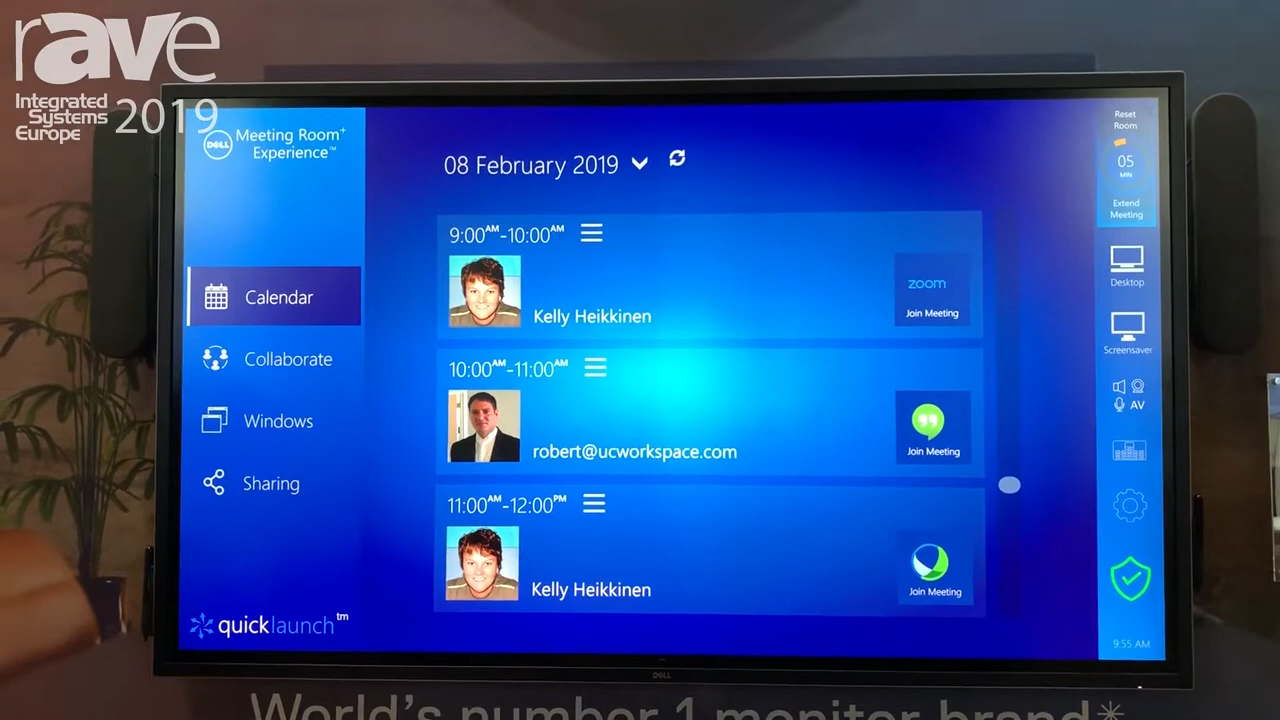 rave
Integrated
Systems
Europe
2019
DELL
Meeting Room+
Experience™
Calendar
Collaborate
Windows
Sharing
quicklaunch™
08 February 2019
9:00AM-10:00AM
Kelly Heikkinen
zoom
Join Meeting
10:00AM-11:00AM
robert@ucworkspace.com
Join Meeting
11:00AM-12:00PM
Kelly Heikkinen
Join Meeting
Reset
Room
05
MIN
Extend
Meeting
Desktop
Screensaver
AV
9:55 AM
DELL
World's number 1 monitor brand*